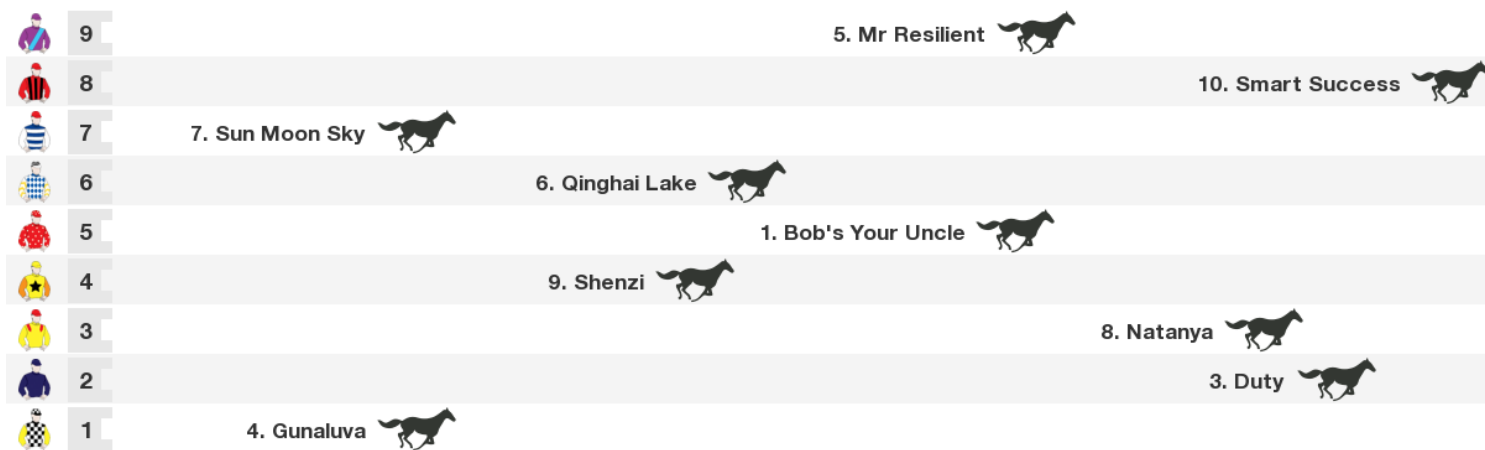 9 5. Mr Resilient
8 10. Smart Success
7 7. Sun Moon Sky
6 6. Qinghai Lake
5 1. Bob's Your Uncle
4 9. Shenzi
3 8. Natanya
2 3. Duty
1 4. Gunaluva